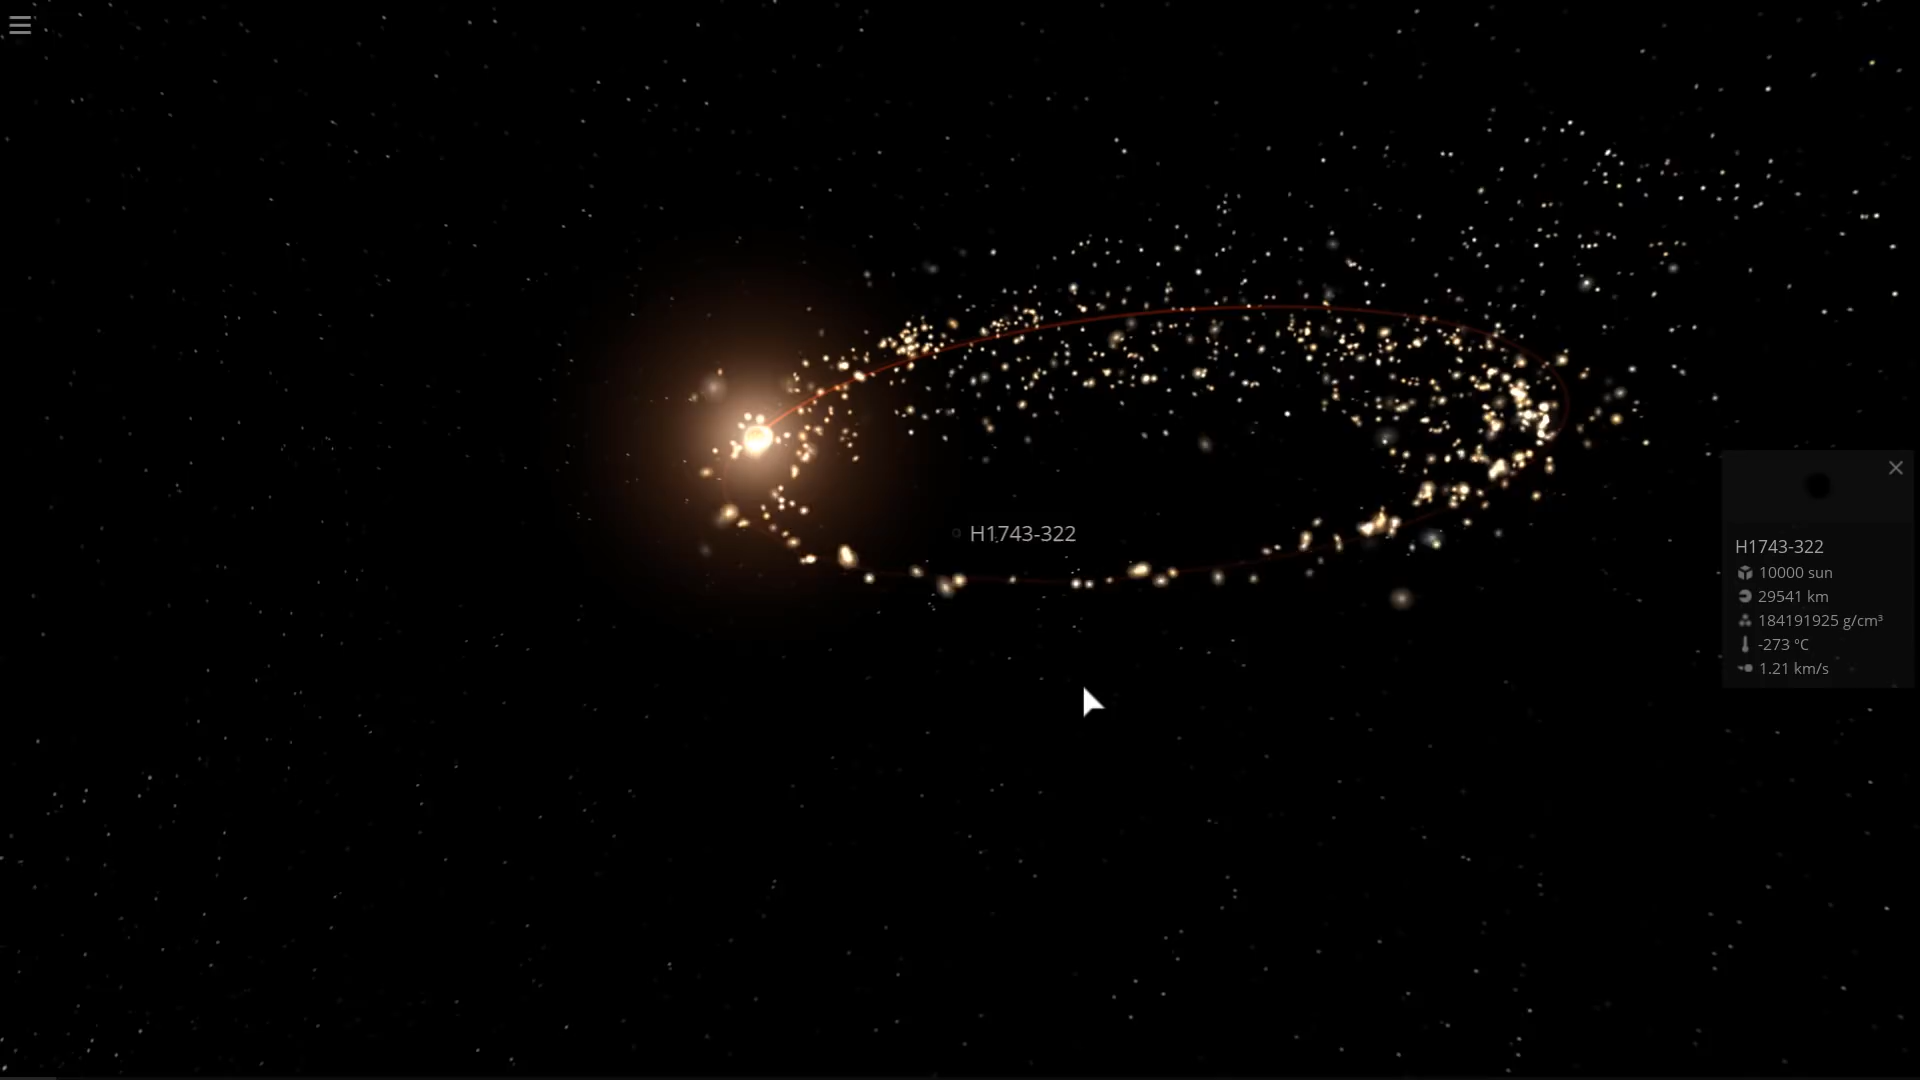 H1743-322
H1743-322
10000 sun
29541 km
184191925 g/cm³
-273 °C
1.21 km/s